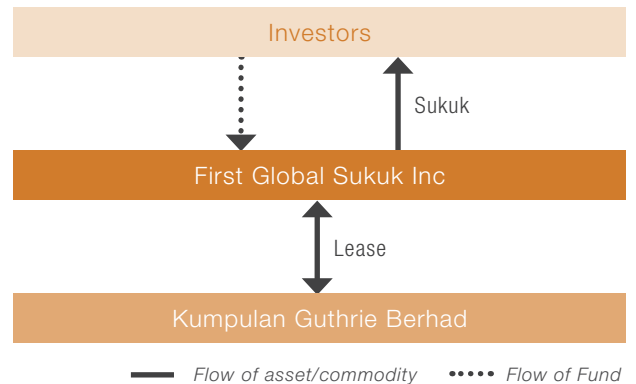 Investors
Sukuk
First Global Sukuk Inc
Lease
Kumpulan Guthrie Berhad
Flow of asset/commodity Flow of Fund